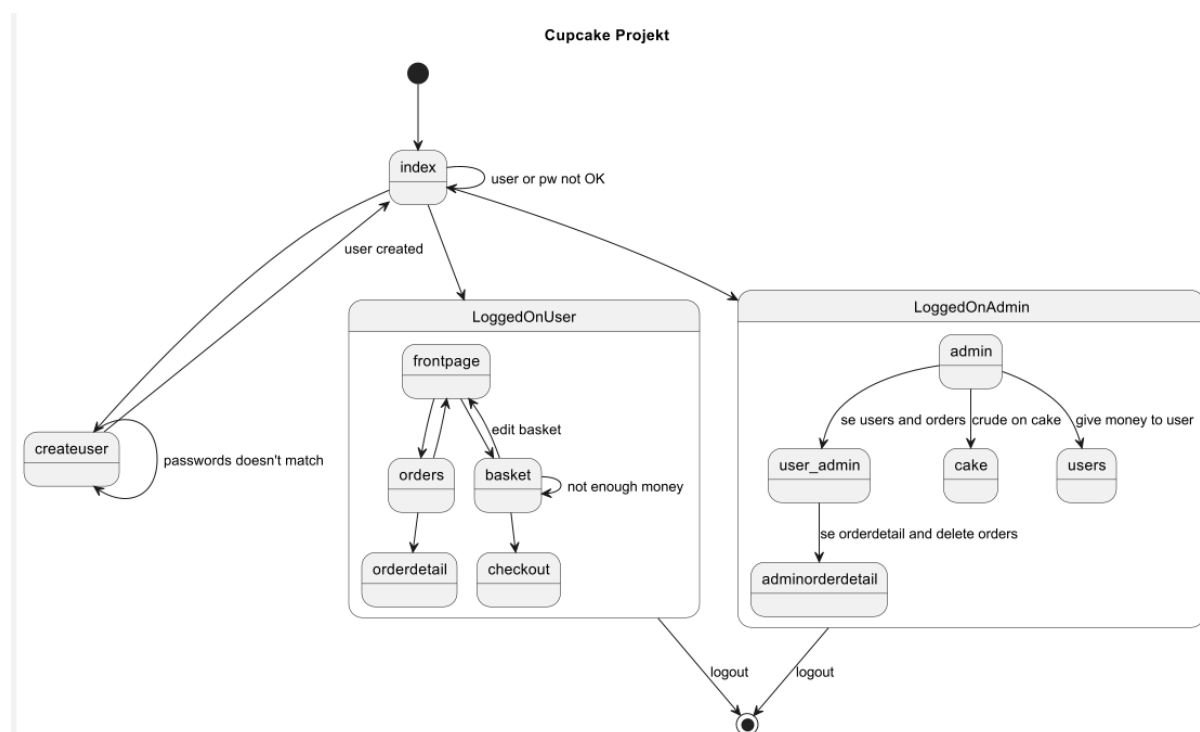 Cupcake Projekt
index
user or pw not OK
user created
LoggedOnUser
LoggedOnAdmin
frontpage
admin
edit basket
se users and orders
crude on cake
give money to user
createuser
passwords doesn't match
orders
basket
not enough money
user_admin
cake
users
se orderdetail and delete orders
orderdetail
checkout
adminorderdetail
logout
logout